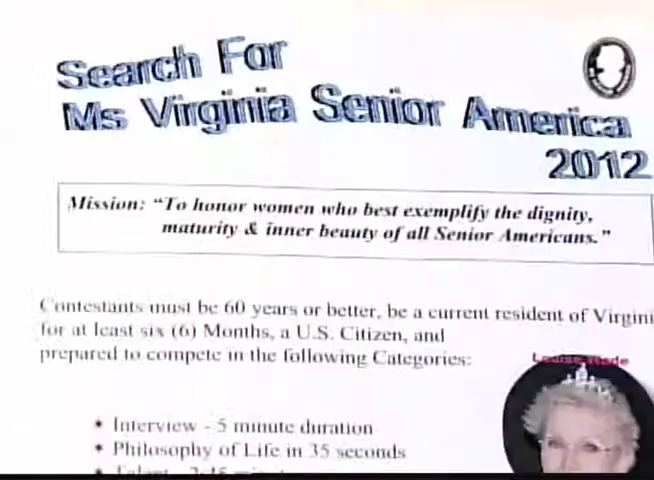 Search For
Ms Virginia Senior America
2012
Mission: “To honor women who best exemplify the dignity,
maturity & inner beauty of all Senior Americans.”
Contestants must be 60 years or better, be a current resident of Virgini
for at least six (6) Months, a U.S. Citizen, and
prepared to compete in the following Categories:
• Interview - 5 minute duration
• Philosophy of Life in 35 seconds